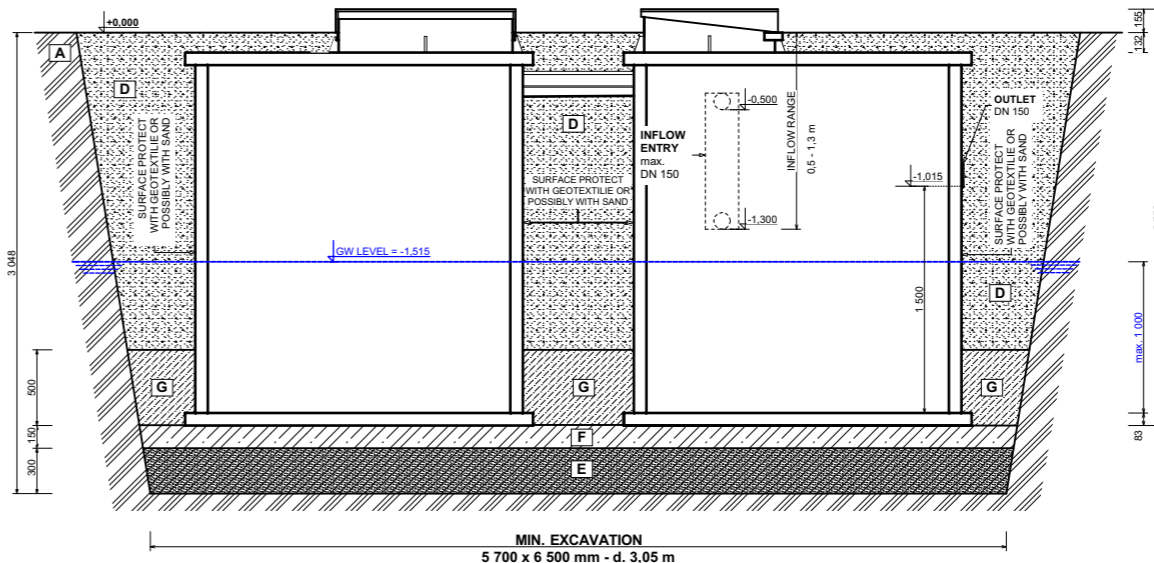 +0,000
155
132
A
D
SURFACE PROTECT
WITH GEOTEXTILIE OR
POSSIBLY WITH SAND
D
INFLOW
ENTRY
max.
DN 150
SURFACE PROTECT
WITH GEOTEXTILIE OR
POSSIBLY WITH SAND
-0,500
-1,300
INFLOW RANGE
0,5 - 1,3 m
OUTLET
DN 150
-1,015
SURFACE PROTECT
WITH GEOTEXTILIE OR
POSSIBLY WITH SAND
GW LEVEL = -1,515
3 048
D
1 500
max. 1 000
500
G
G
G
150
F
83
300
E
MIN. EXCAVATION
5 700 x 6 500 mm - d. 3,05 m